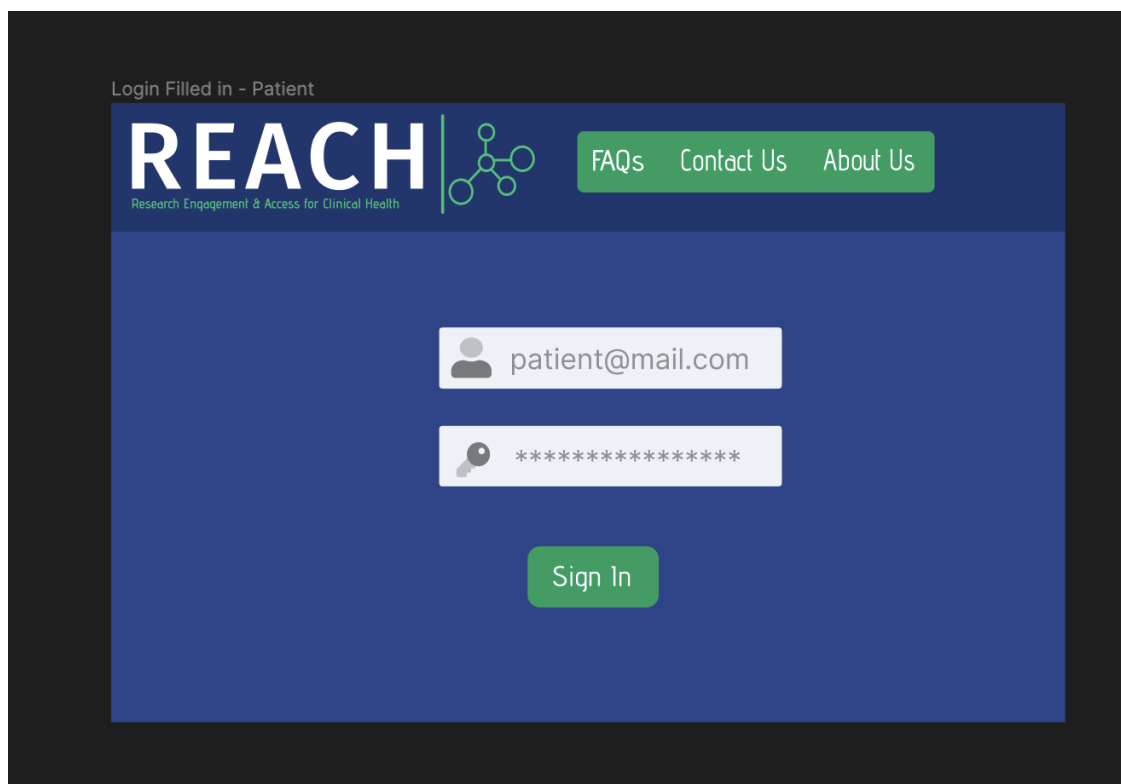 Login Filled in - Patient
REACH
Research Engagement & Access for Clinical Health
FAQs Contact Us About Us
patient@mail.com
****************
Sign In